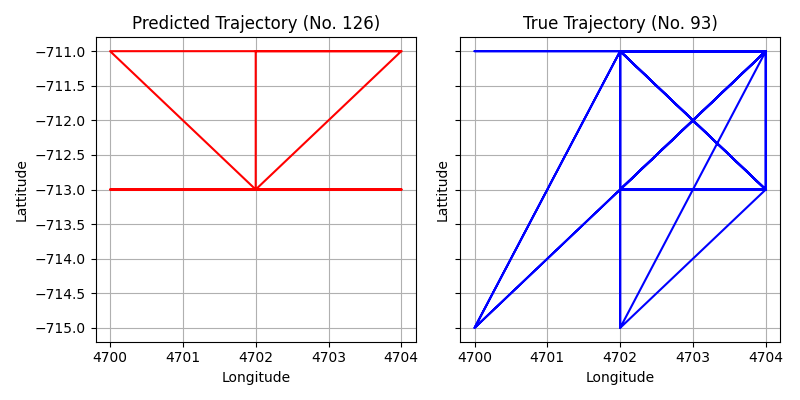 Predicted Trajectory (No. 126)
True Trajectory (No. 93)
−711.0
−711.5
−712.0
−712.5
−713.0
−713.5
−714.0
−714.5
−715.0
Lattitude
Lattitude
4700 4701 4702 4703 4704
4700 4701 4702 4703 4704
Longitude
Longitude